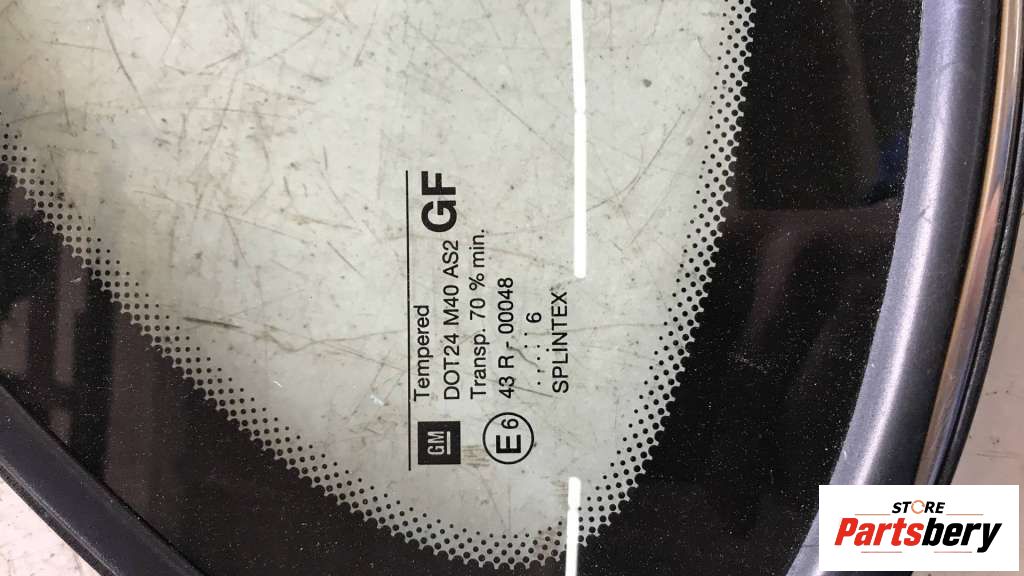 GM
Tempered
DOT24 M40 AS2 GF
Transp. 70 % min.
E6 43 R - 00048
. . . . : : 6
SPLINTEX
STORE
Partsbery